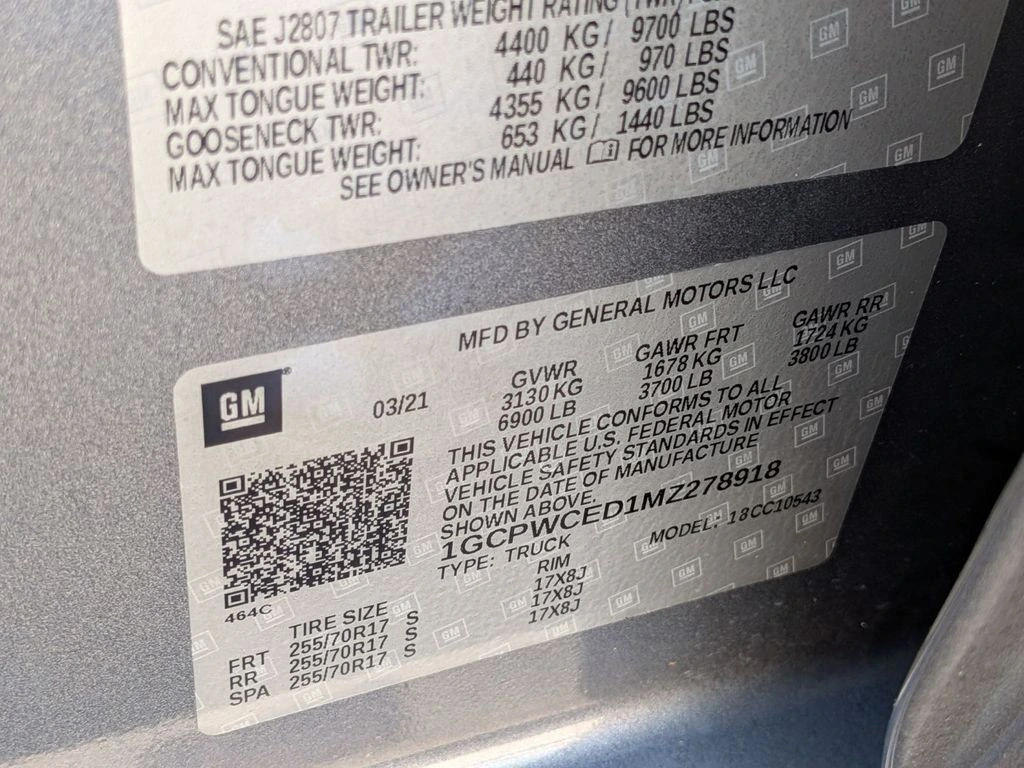 SAE J2807 TRAILER WEIGHT RATING (TWR)
CONVENTIONAL TWR: 4400 KG/ 9700 LBS
MAX TONGUE WEIGHT: 440 KG/ 970 LBS
GOOSENECK TWR: 4355 KG/ 9600 LBS
MAX TONGUE WEIGHT: 653 KG/ 1440 LBS
SEE OWNER'S MANUAL FOR MORE INFORMATION
MFD BY GENERAL MOTORS LLC
GM®
03/21
GVWR GAWR FRT GAWR RR
3130 KG 1678 KG 1724 KG
6900 LB 3700 LB 3800 LB
THIS VEHICLE CONFORMS TO ALL
APPLICABLE U.S. FEDERAL MOTOR
VEHICLE SAFETY STANDARDS IN EFFECT
ON THE DATE OF MANUFACTURE
SHOWN ABOVE.
1GCPWCED1MZ278918
TYPE: TRUCK MODEL: 18CC10543
464C
TIRE SIZE RIM
FRT 255/70R17 S 17X8J
RR 255/70R17 S 17X8J
SPA 255/70R17 S 17X8J